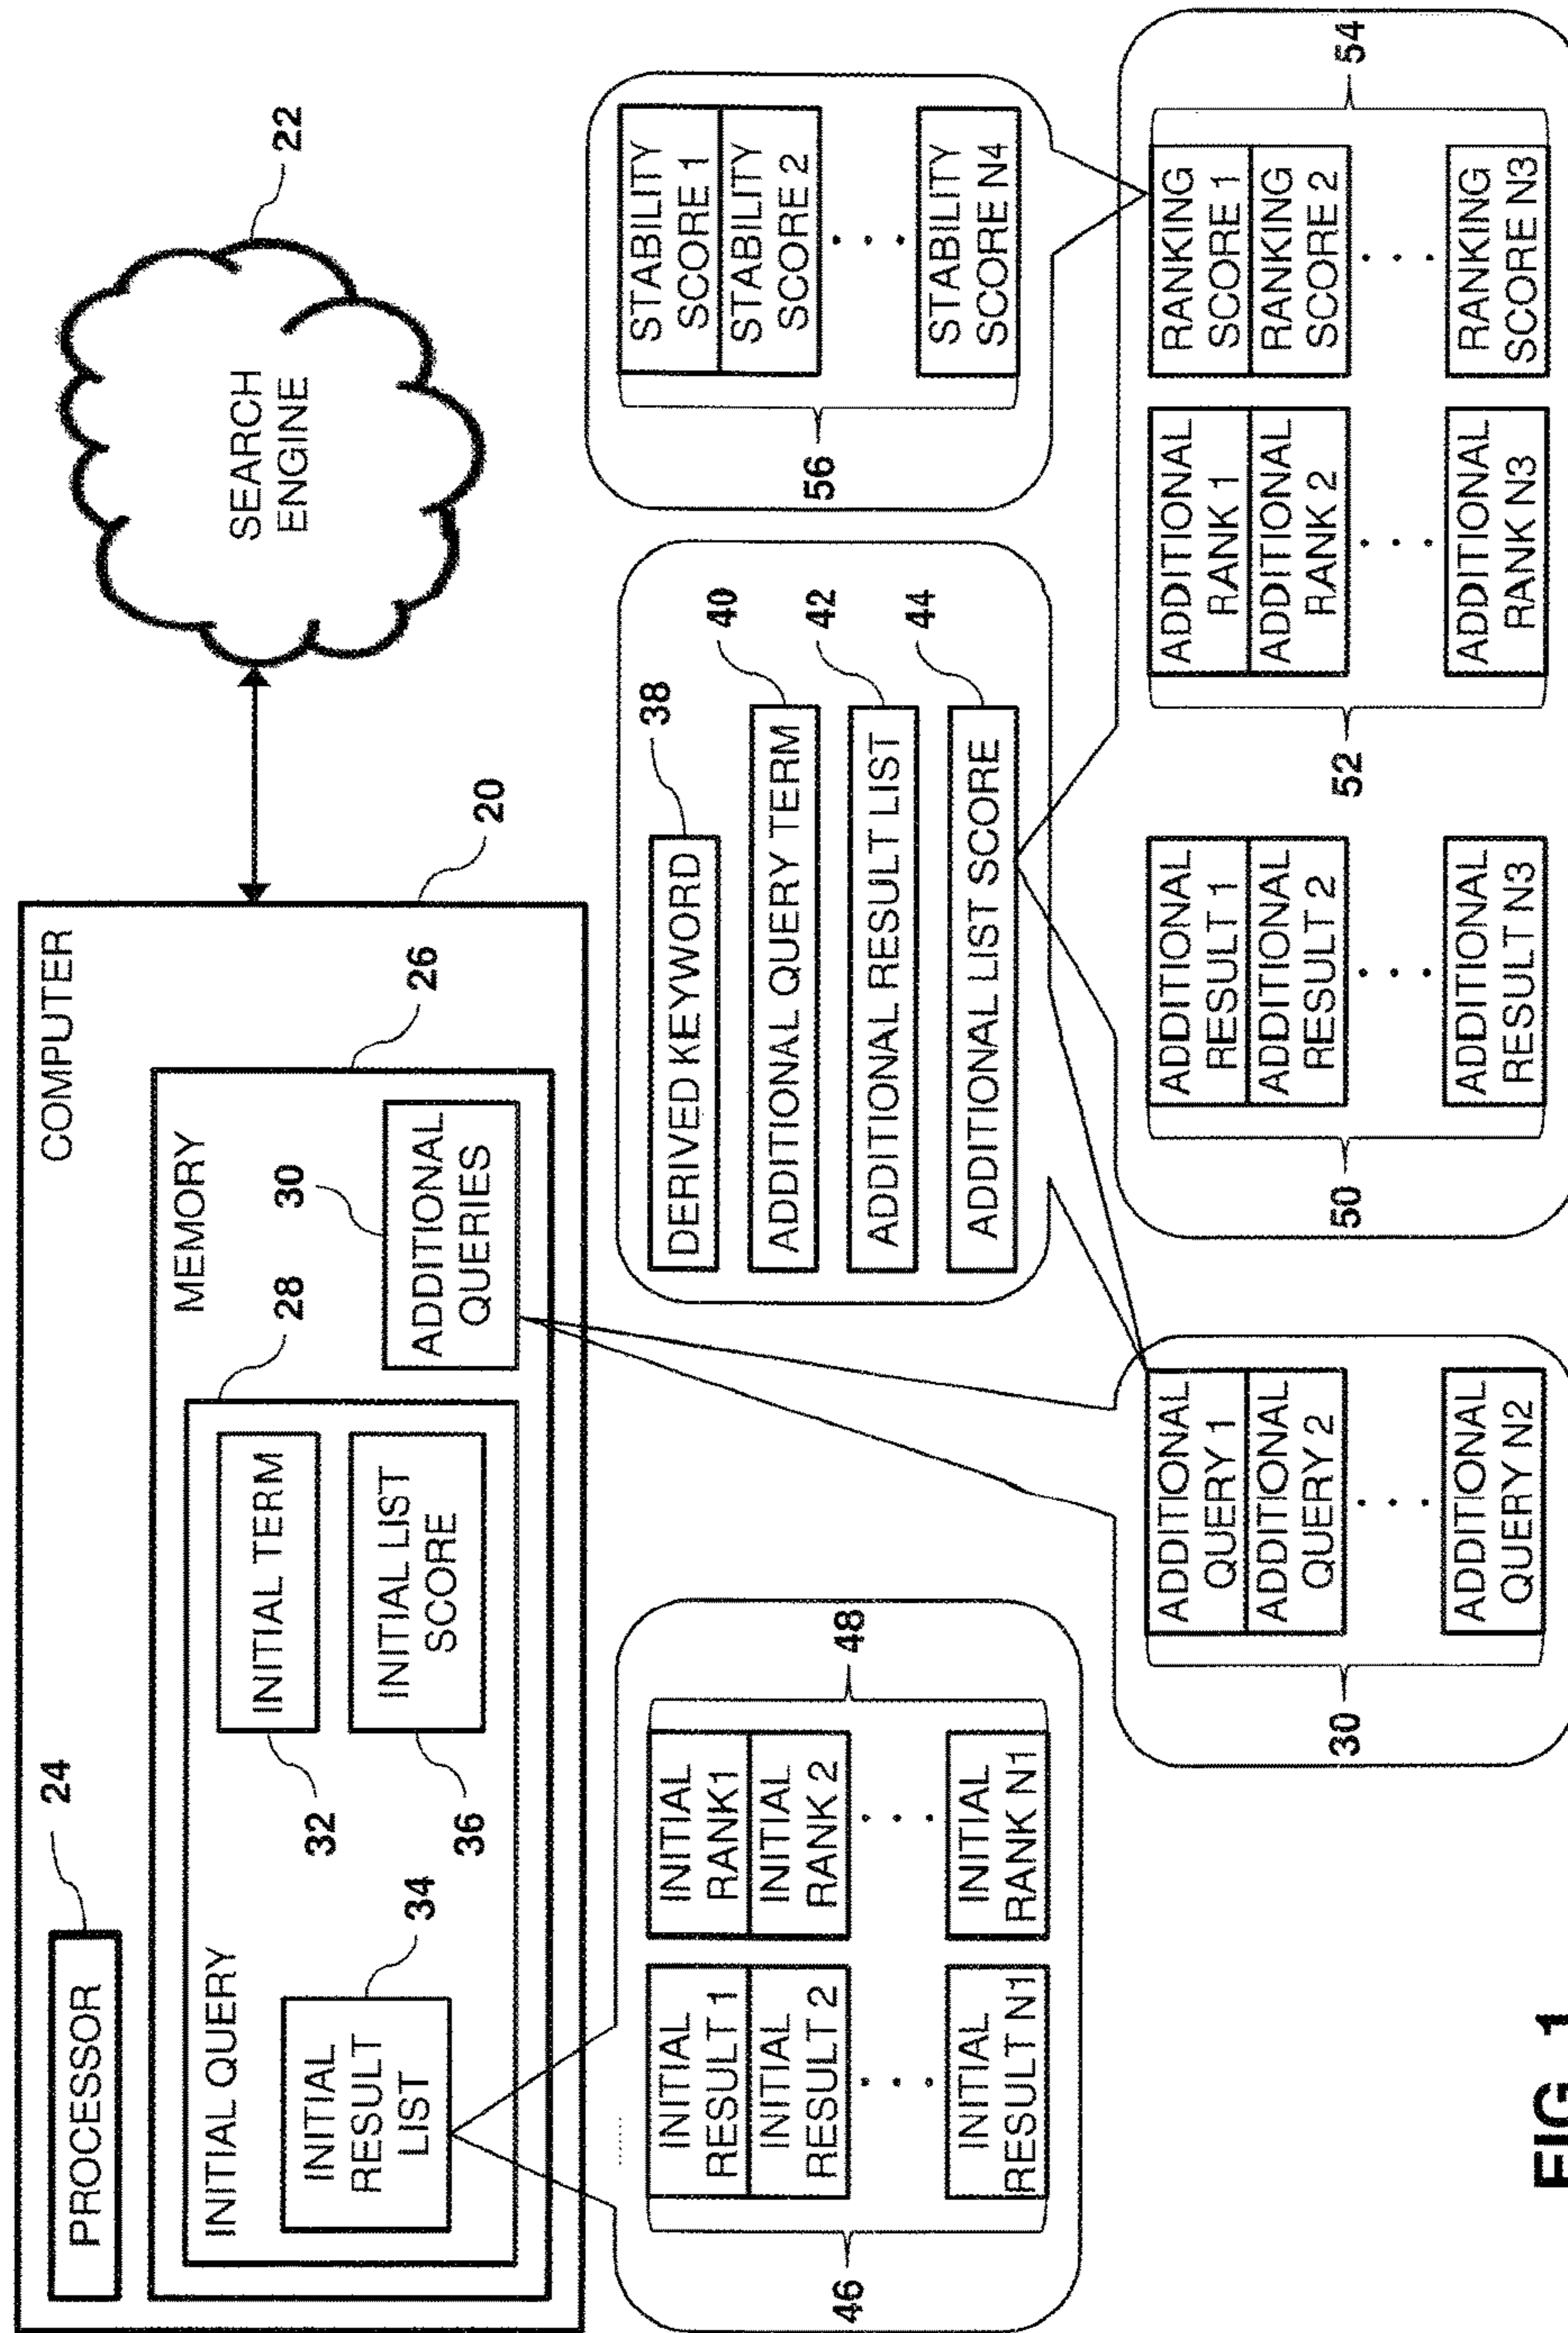 COMPUTER
PROCESSOR
24
MEMORY
26
20
INITIAL QUERY
28
INITIAL
RESULT
LIST
34
32
INITIAL TERM
36
INITIAL LIST
SCORE
30
ADDITIONAL
QUERIES
SEARCH
ENGINE
22
46
INITIAL
RESULT 1
INITIAL
RESULT 2
INITIAL
RESULT N1
INITIAL
RANK1
INITIAL
RANK 2
INITIAL
RANK N1
48
DERIVED KEYWORD
38
ADDITIONAL QUERY TERM
40
ADDITIONAL RESULT LIST
42
ADDITIONAL LIST SCORE
44
56
STABILITY
SCORE 1
STABILITY
SCORE 2
STABILITY
SCORE N4
30
ADDITIONAL
QUERY 1
ADDITIONAL
QUERY 2
ADDITIONAL
QUERY N2
50
ADDITIONAL
RESULT 1
ADDITIONAL
RESULT 2
ADDITIONAL
RESULT N3
52
ADDITIONAL
RANK 1
ADDITIONAL
RANK 2
ADDITIONAL
RANK N3
RANKING
SCORE 1
RANKING
SCORE 2
RANKING
SCORE N3
54
FIG. 1